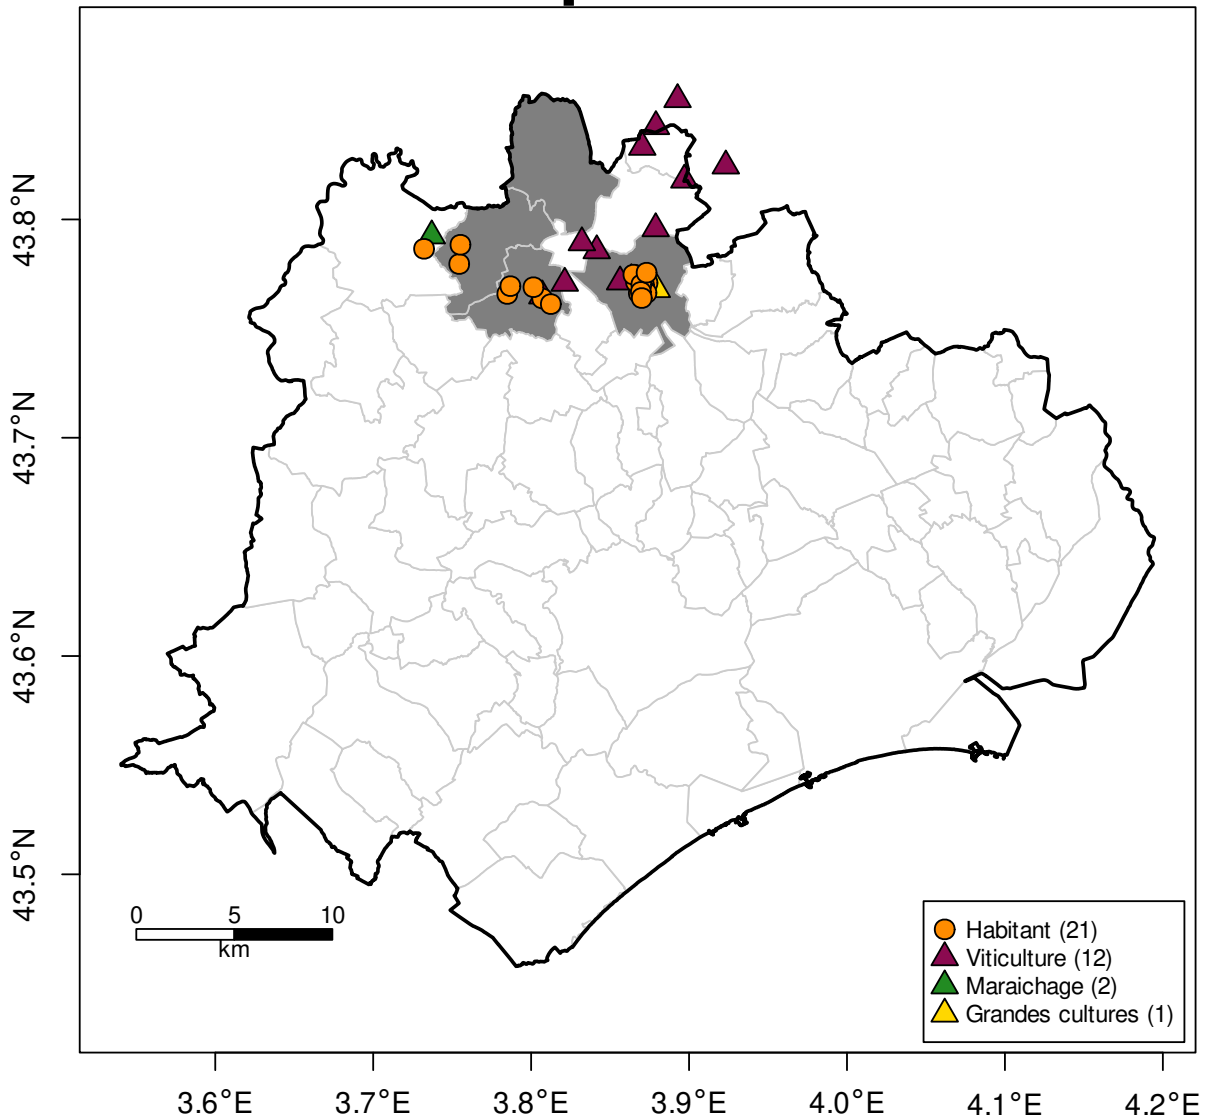 43.8°N
43.7°N
43.6°N
43.5°N
0 5 10
km
Habitant (21)
Viticulture (12)
Maraichage (2)
Grandes cultures (1)
3.6°E 3.7°E 3.8°E 3.9°E 4.0°E 4.1°E 4.2°E